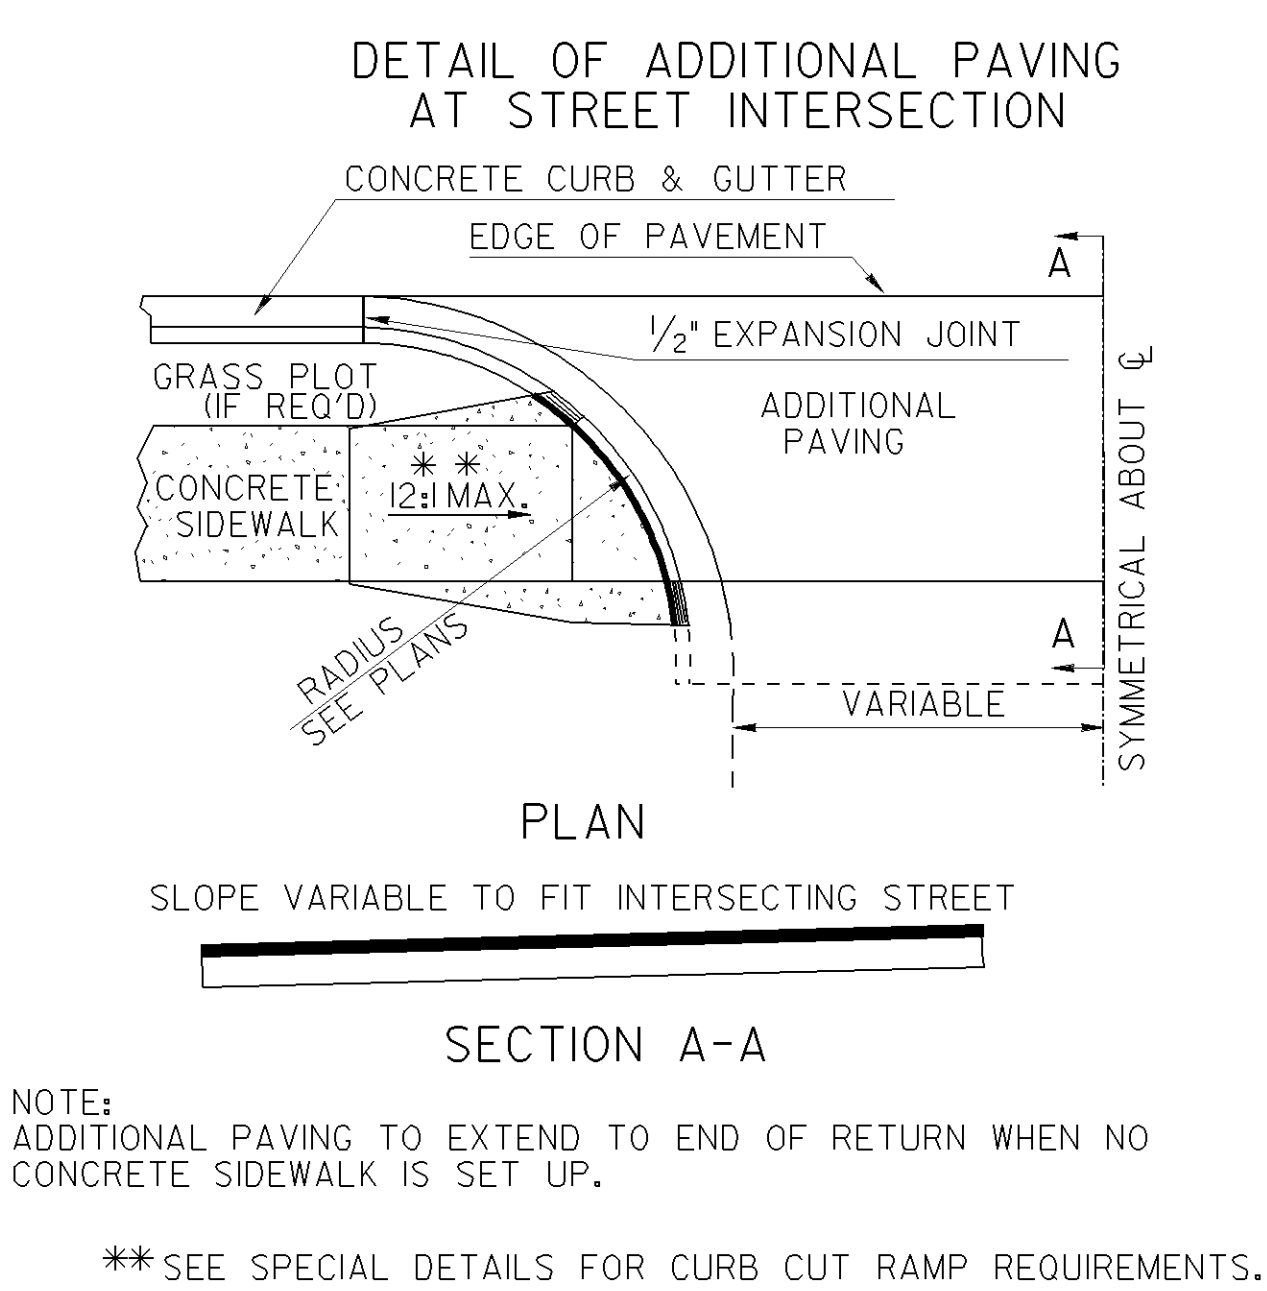 DETAIL OF ADDITIONAL PAVING
AT STREET INTERSECTION
CONCRETE CURB & GUTTER
EDGE OF PAVEMENT
A
1/2" EXPANSION JOINT
GRASS PLOT
(IF REQ'D)
ADDITIONAL
PAVING
SYMMETRICAL ABOUT ℄
** 
12:1 MAX.
CONCRETE
SIDEWALK
RADIUS
SEE PLANS
A
VARIABLE
PLAN
SLOPE VARIABLE TO FIT INTERSECTING STREET
SECTION A-A
NOTE:
ADDITIONAL PAVING TO EXTEND TO END OF RETURN WHEN NO
CONCRETE SIDEWALK IS SET UP.
** SEE SPECIAL DETAILS FOR CURB CUT RAMP REQUIREMENTS.